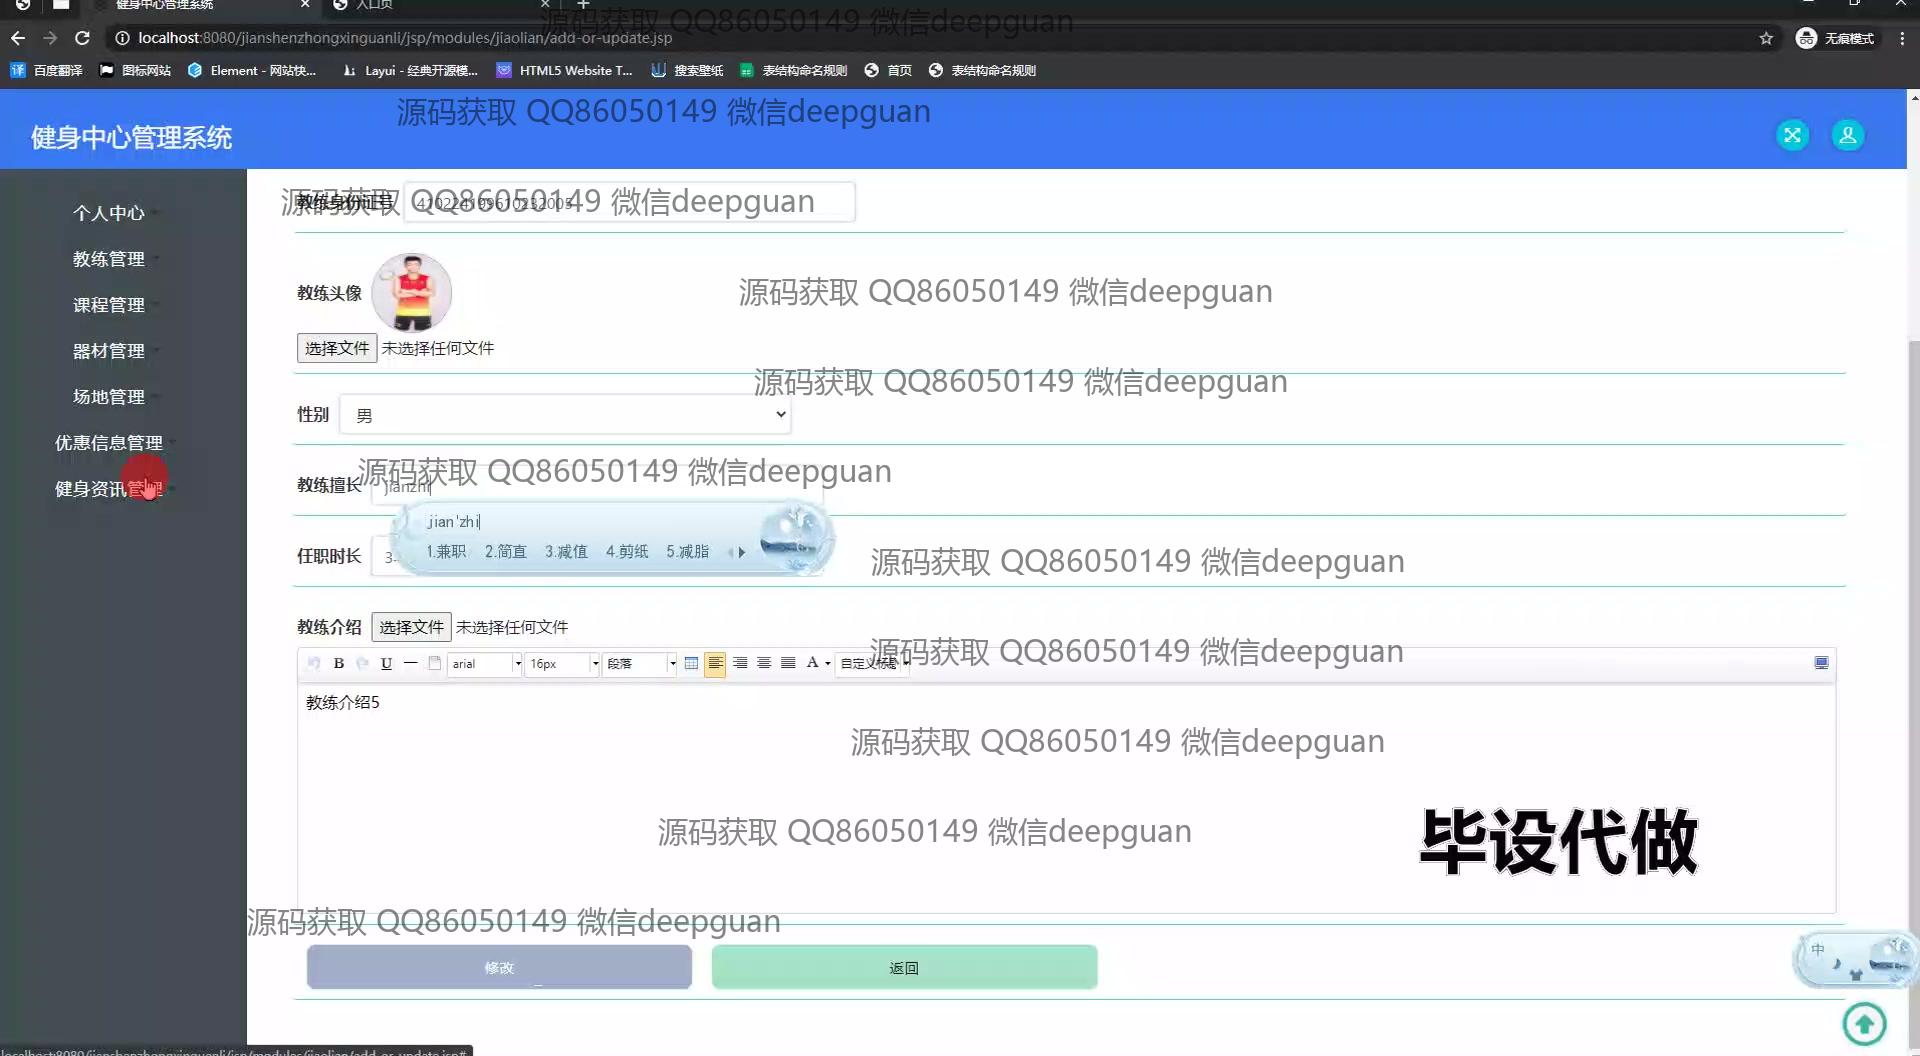 健身中心管理系统
入口页
localhost:8080/jianshenzhongxinguanli/jsp/modules/jiaolian/add-or-update.jsp
无痕模式
源码获取 QQ86050149 微信deepguan
百度翻译
图标网站
Element - 网站快...
Layui - 经典开源模...
HTML5 Website T...
搜索壁纸
表结构命名规则
首页
表结构命名规则
源码获取 QQ86050149 微信deepguan
健身中心管理系统
个人中心
教练管理
课程管理
器材管理
场地管理
优惠信息管理
健身资讯管理
教练身份证号
410224199610232005
源码获取 QQ86050149 微信deepguan
教练头像
源码获取 QQ86050149 微信deepguan
选择文件 未选择任何文件
源码获取 QQ86050149 微信deepguan
性别 男
源码获取 QQ86050149 微信deepguan
教练擅长 jianzhi
jian'zhi
1.兼职 2.简直 3.减值 4.剪纸 5.减脂
任职时长
源码获取 QQ86050149 微信deepguan
教练介绍 选择文件 未选择任何文件
源码获取 QQ86050149 微信deepguan
B U arial 16px 段落 A 自定义标题
教练介绍5
源码获取 QQ86050149 微信deepguan
源码获取 QQ86050149 微信deepguan
毕设代做
源码获取 QQ86050149 微信deepguan
修改
返回
中
localhost:8080/jianshenzhongxinguanli/jsp/modules/jiaolian/add-or-update.jsp#